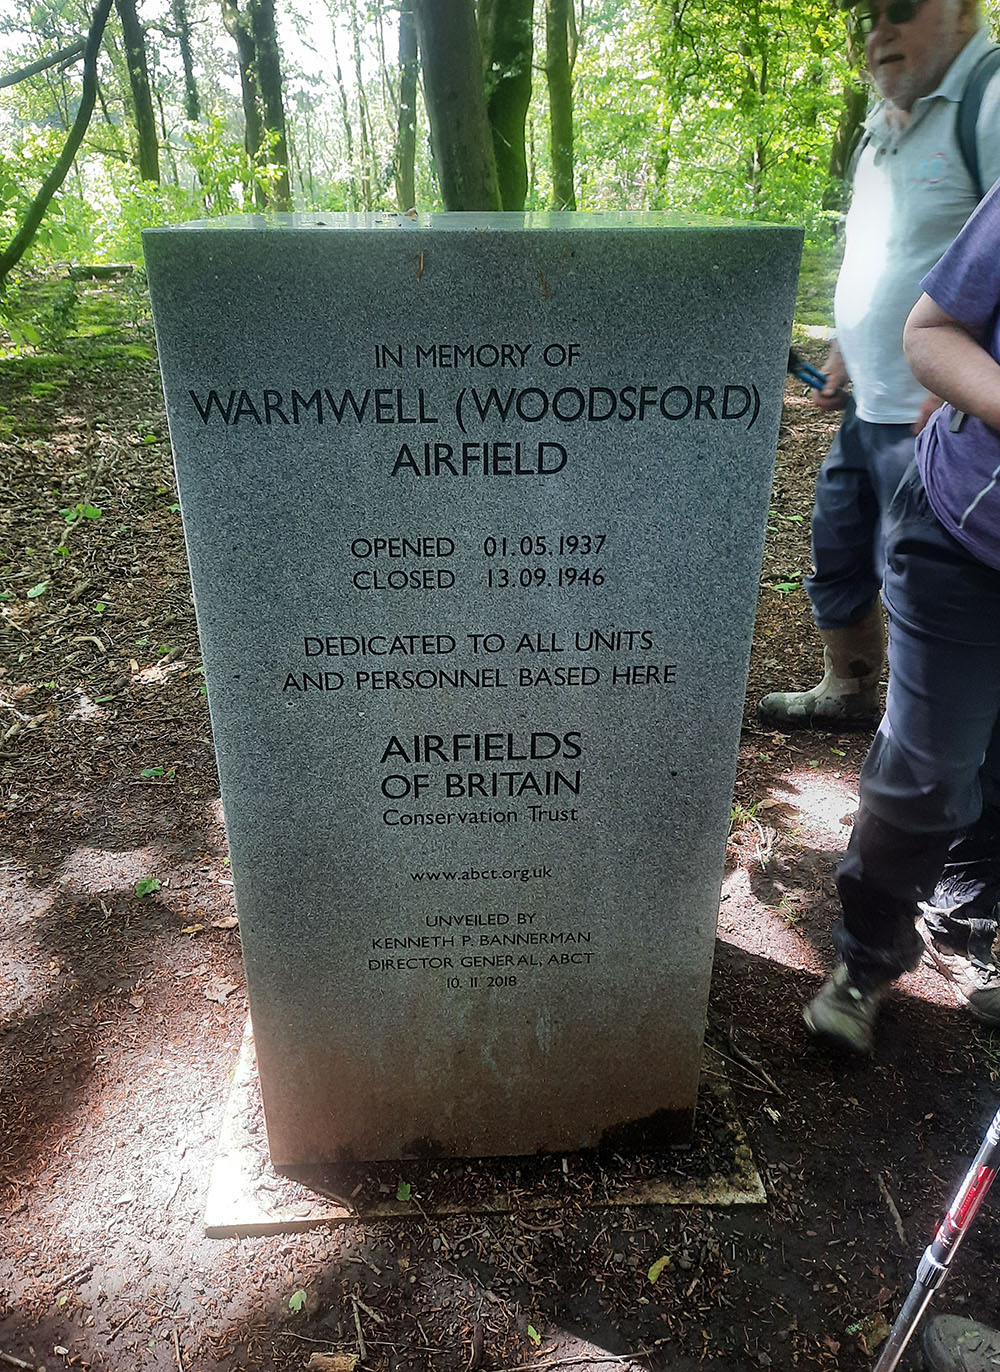 IN MEMORY OF
WARMWELL (WOODSFORD)
AIRFIELD
OPENED 01.05.1937
CLOSED 13.09.1946
DEDICATED TO ALL UNITS
AND PERSONNEL BASED HERE
AIRFIELDS
OF BRITAIN
Conservation Trust
www.abct.org.uk
UNVEILED BY
KENNETH P. BANNERMAN
DIRECTOR GENERAL, ABCT
10. 11. 2018